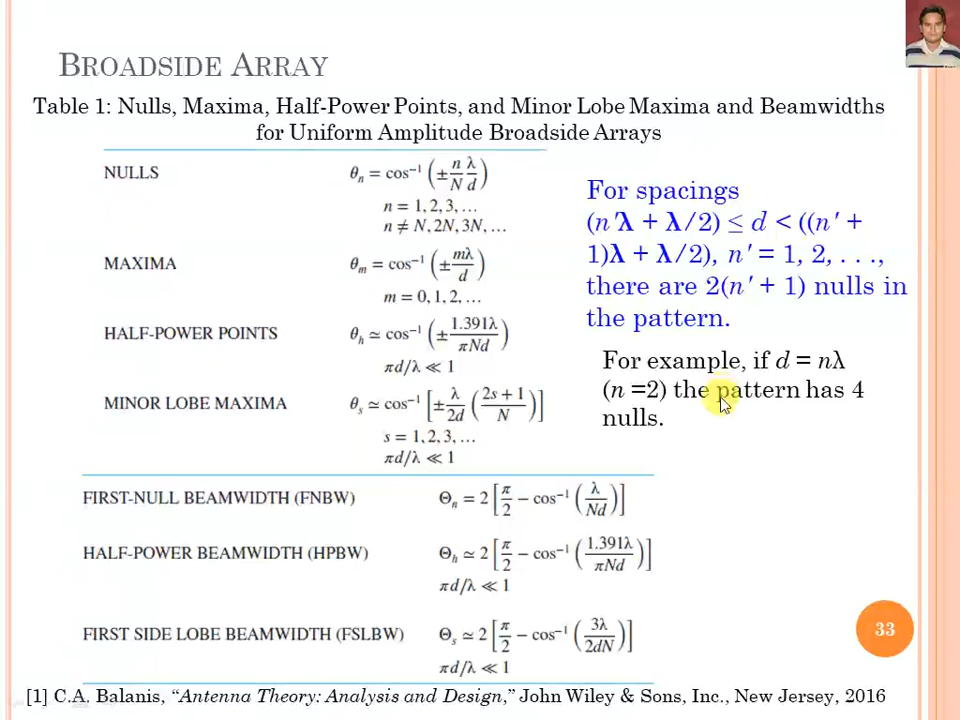 BROADSIDE ARRAY
Table 1: Nulls, Maxima, Half-Power Points, and Minor Lobe Maxima and Beamwidths
for Uniform Amplitude Broadside Arrays
NULLS θₙ = cos⁻¹ (± n/N λ/d)
n = 1, 2, 3, …
n ≠ N, 2N, 3N, …
MAXIMA θₘ = cos⁻¹ (± mλ/d)
m = 0, 1, 2, …
HALF-POWER POINTS θₕ ≃ cos⁻¹ (± 1.391λ/πNd)
πd/λ ≪ 1
MINOR LOBE MAXIMA θₛ ≃ cos⁻¹ [± λ/2d (2s + 1/N)]
s = 1, 2, 3, …
πd/λ ≪ 1
FIRST-NULL BEAMWIDTH (FNBW) Θₙ = 2 [π/2 − cos⁻¹ (λ/Nd)]
HALF-POWER BEAMWIDTH (HPBW) Θₕ ≃ 2 [π/2 − cos⁻¹ (1.391λ/πNd)]
πd/λ ≪ 1
FIRST SIDE LOBE BEAMWIDTH (FSLBW) Θₛ ≃ 2 [π/2 − cos⁻¹ (3λ/2dN)]
πd/λ ≪ 1
For spacings
(n′λ + λ/2) ≤ d < ((n′ +
1)λ + λ/2), n′ = 1, 2, . . .,
there are 2(n′ + 1) nulls in
the pattern.
For example, if d = nλ
(n =2) the pattern has 4
nulls.
33
[1] C.A. Balanis, “Antenna Theory: Analysis and Design,” John Wiley & Sons, Inc., New Jersey, 2016